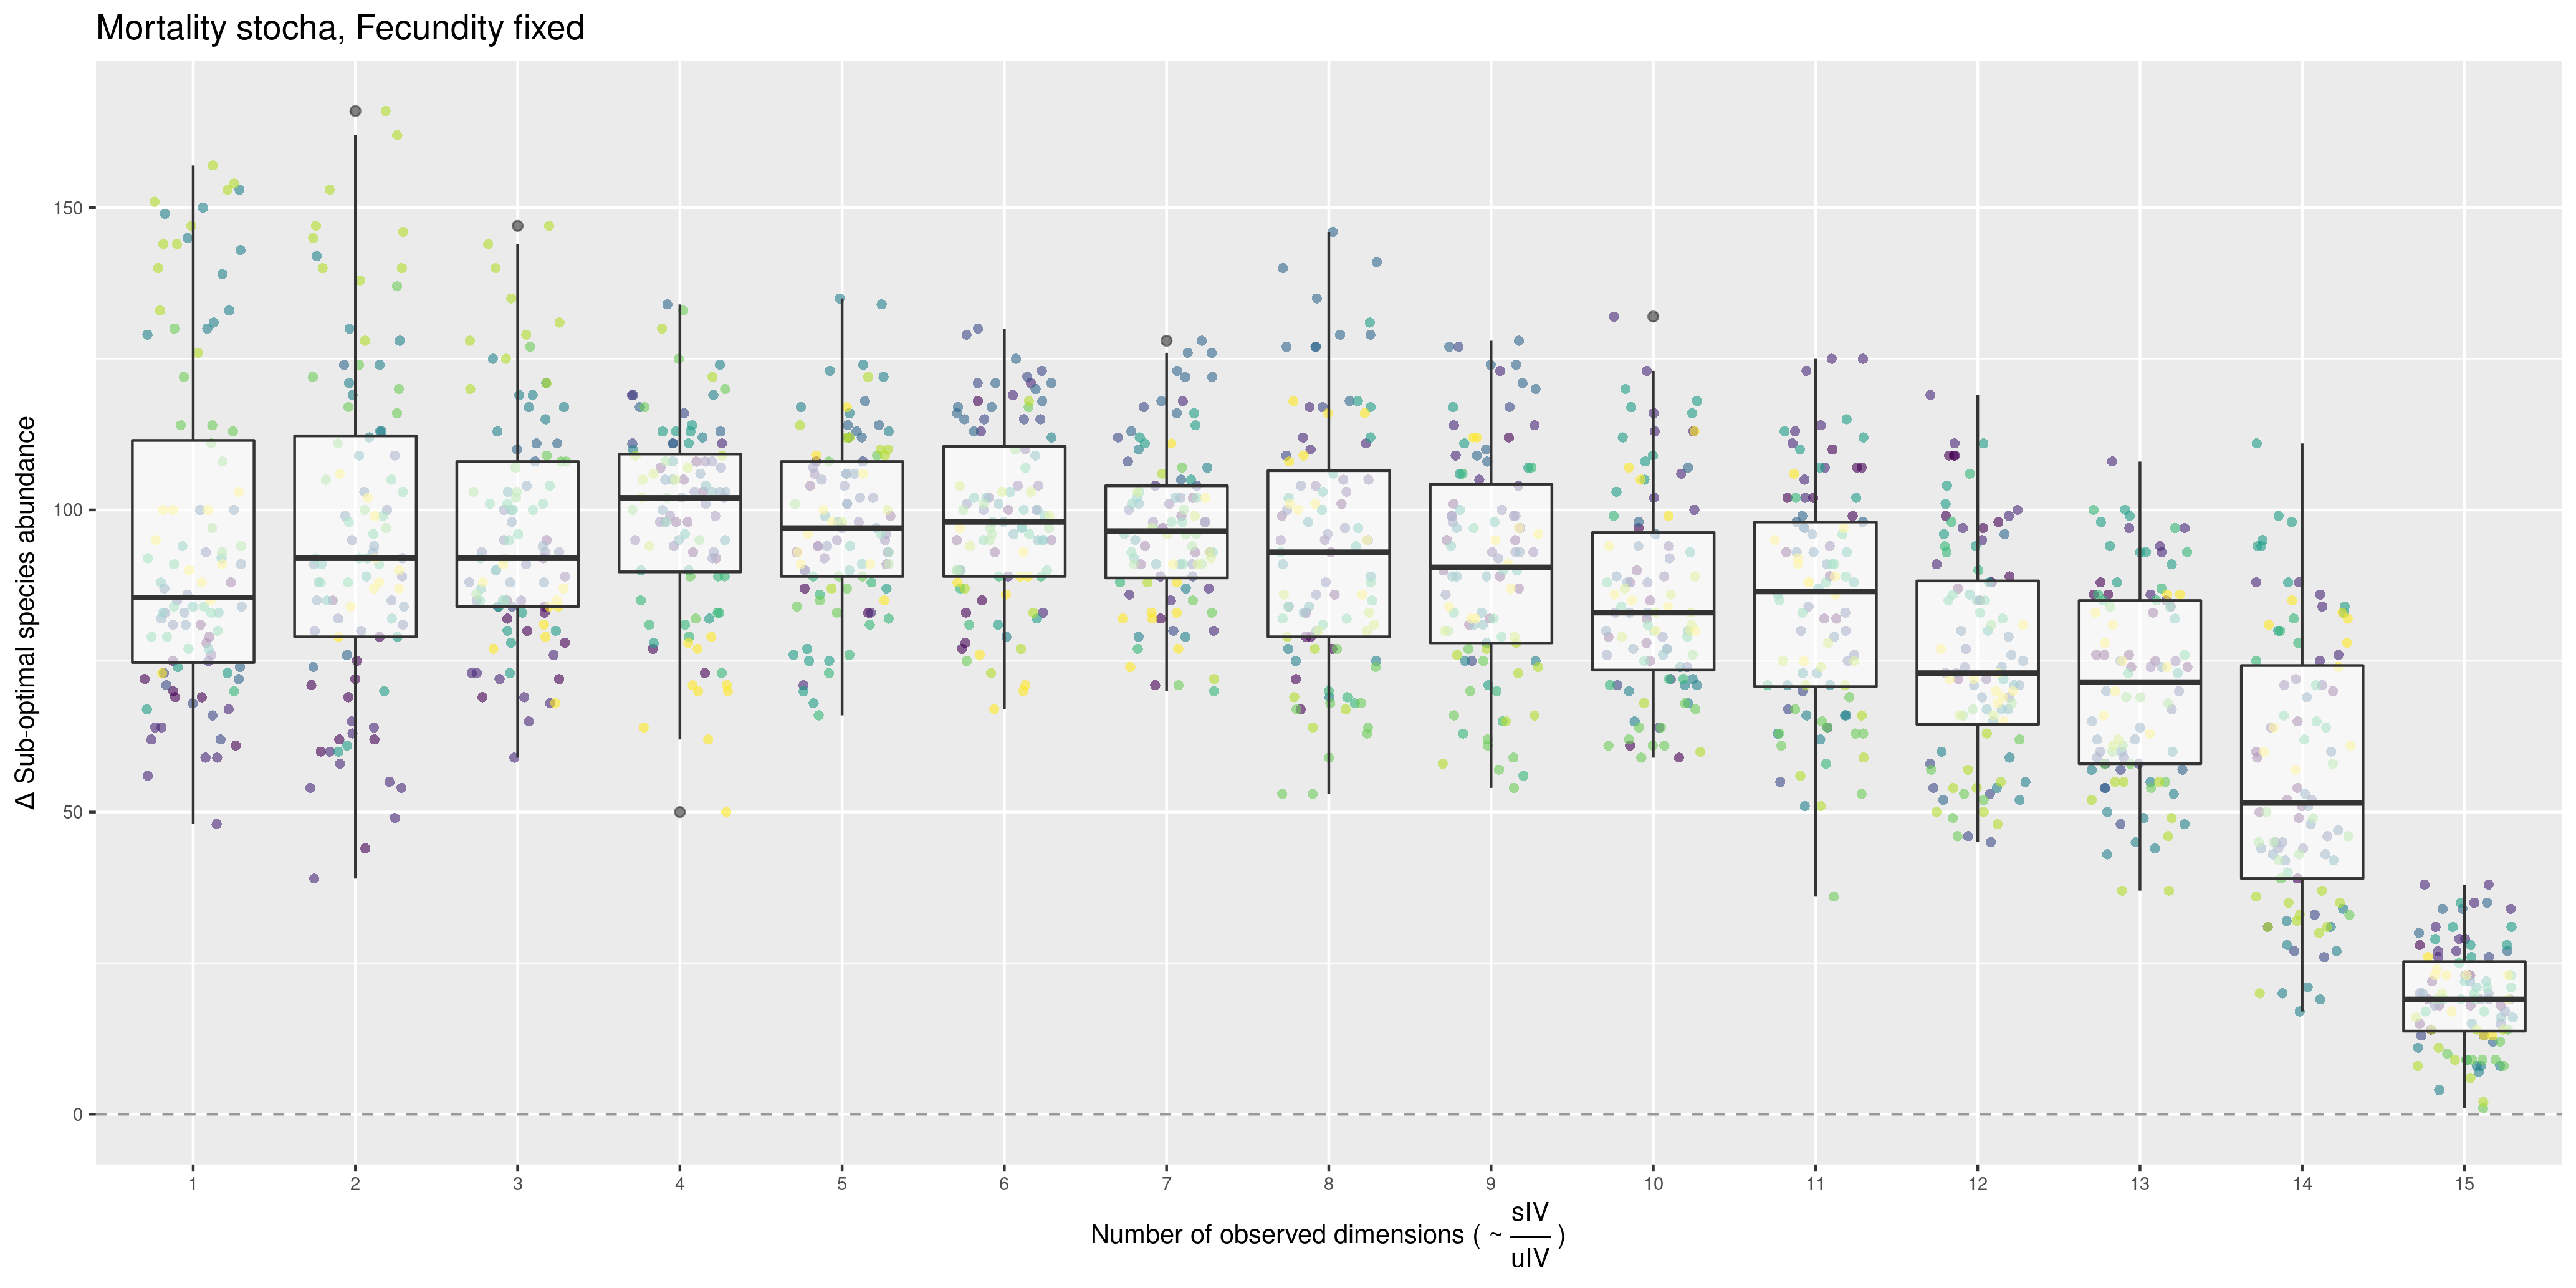 Mortality stocha, Fecundity fixed
Δ Sub-optimal species abundance
150
100
50
0
1 2 3 4 5 6 7 8 9 10 11 12 13 14 15
Number of observed dimensions ( ~ sIV / uIV )